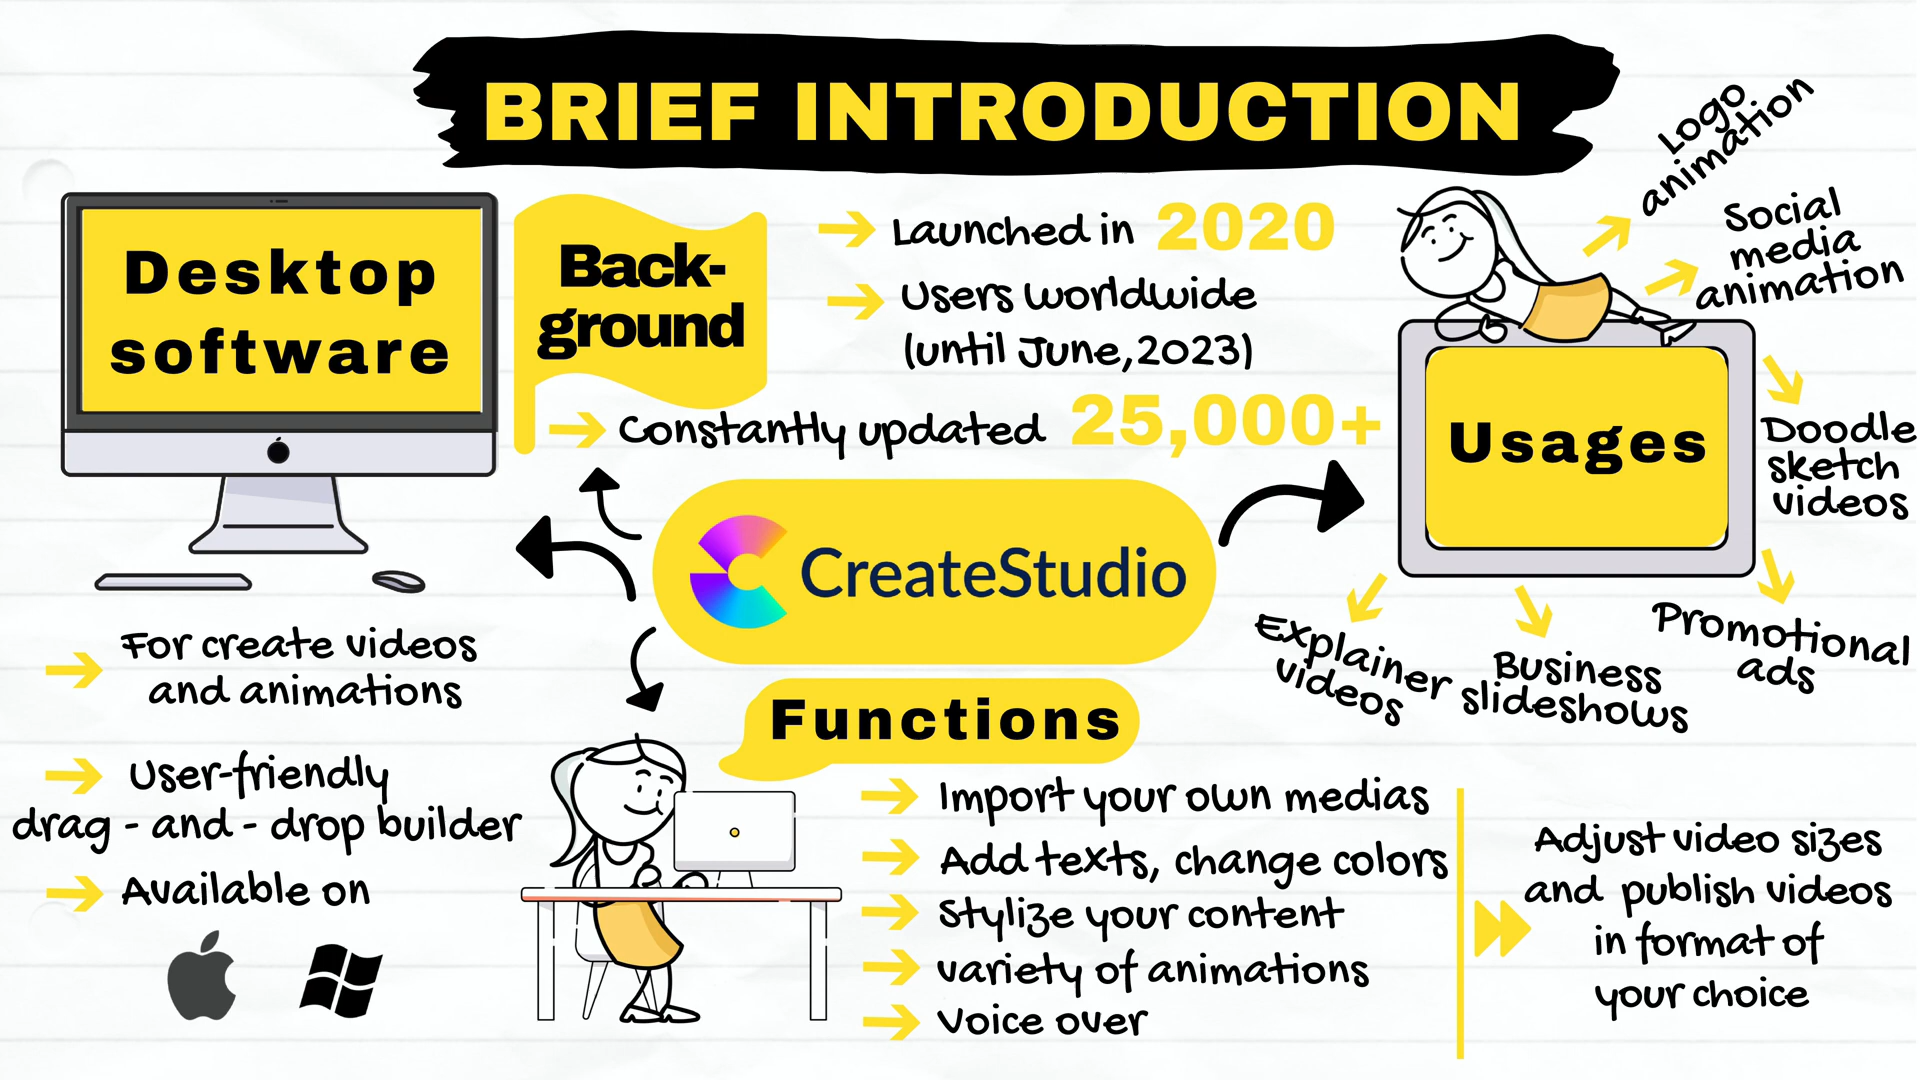 BRIEF INTRODUCTION
Desktop
software
For create videos
and animations
User-friendly
drag - and - drop builder
Available on
Back-
ground
Launched in 2020
Users worldwide
(until June, 2023)
25,000+
Constantly updated
CreateStudio
Usages
Logo
animation
Social
media
animation
Doodle
sketch
videos
Promotional
ads
Business
slideshows
Explainer
videos
Functions
Import your own medias
Add texts, change colors
Stylize your content
variety of animations
Voice over
Adjust video sizes
and publish videos
in format of
your choice